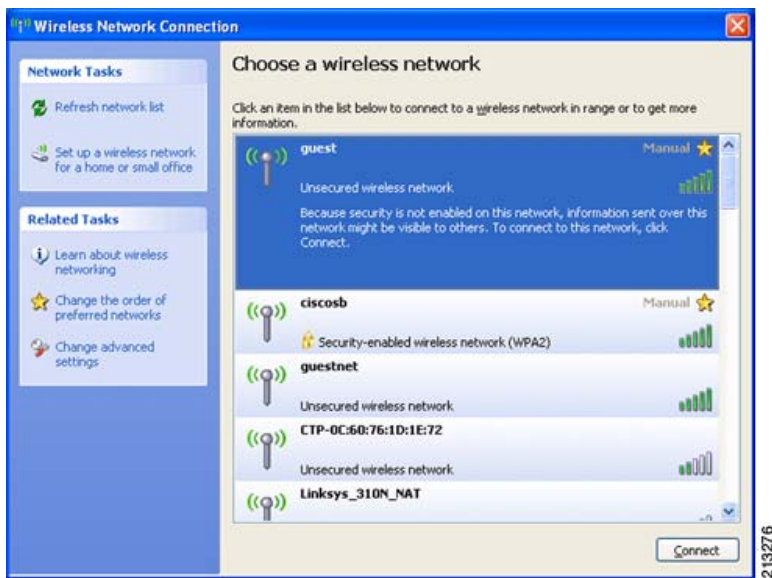 Wireless Network Connection
Network Tasks
Refresh network list
Set up a wireless network
for a home or small office
Related Tasks
Learn about wireless
networking
Change the order of
preferred networks
Change advanced
settings
Choose a wireless network
Click an item in the list below to connect to a wireless network in range or to get more
information.
guest
Manual
Unsecured wireless network
Because security is not enabled on this network, information sent over this
network might be visible to others. To connect to this network, click
Connect.
ciscosb
Manual
Security-enabled wireless network (WPA2)
guestnet
Unsecured wireless network
CTP-0C:60:76:1D:1E:72
Unsecured wireless network
Linksys_310N_NAT
Connect
213276